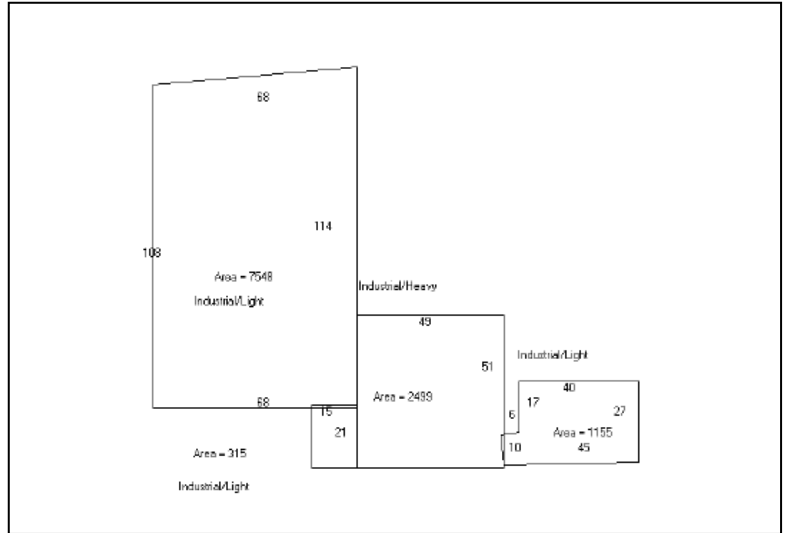 68
114
108
Area = 7548
Industrial/Light
Industrial/Heavy
49
51
Industrial/Light
Area = 2499
40
17
27
6
68
15
21
Area = 1155
10
45
Area = 315
Industrial/Light